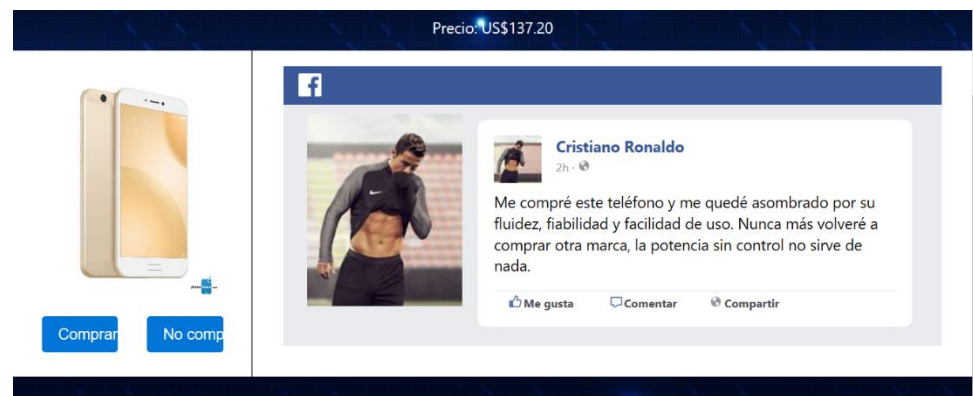 Precio: US$137.20
Cristiano Ronaldo
2h ·
Me compré este teléfono y me quedé asombrado por su
fluidez, fiabilidad y facilidad de uso. Nunca más volveré a
comprar otra marca, la potencia sin control no sirve de
nada.
Me gusta Comentar Compartir
Comprar No comp